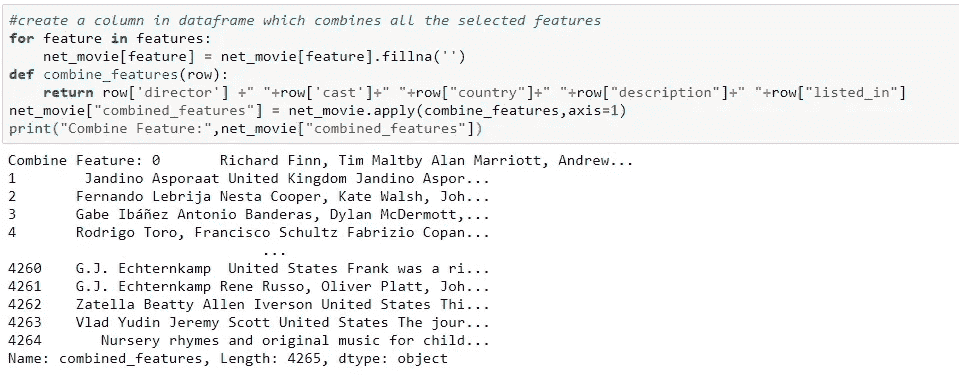 #create a column in dataframe which combines all the selected features
for feature in features:
    net_movie[feature] = net_movie[feature].fillna('')
def combine_features(row):
    return row['director'] +" "+row['cast']+" "+row["country"]+" "+row["description"]+" "+row["listed_in"]
net_movie["combined_features"] = net_movie.apply(combine_features,axis=1)
print("Combine Feature:",net_movie["combined_features"])
Combine Feature: 0       Richard Finn, Tim Maltby Alan Marriott, Andrew...
1        Jandino Asporaat United Kingdom Jandino Aspor...
2       Fernando Lebrija Nesta Cooper, Kate Walsh, Joh...
3       Gabe Ibáñez Antonio Banderas, Dylan McDermott,...
4       Rodrigo Toro, Francisco Schultz Fabrizio Copan...
                              ...
4260    G.J. Echternkamp  United States Frank was a ri...
4261    G.J. Echternkamp Rene Russo, Oliver Platt, Joh...
4262    Zatella Beatty Allen Iverson United States Thi...
4263    Vlad Yudin Jeremy Scott United States The jour...
4264       Nursery rhymes and original music for child...
Name: combined_features, Length: 4265, dtype: object